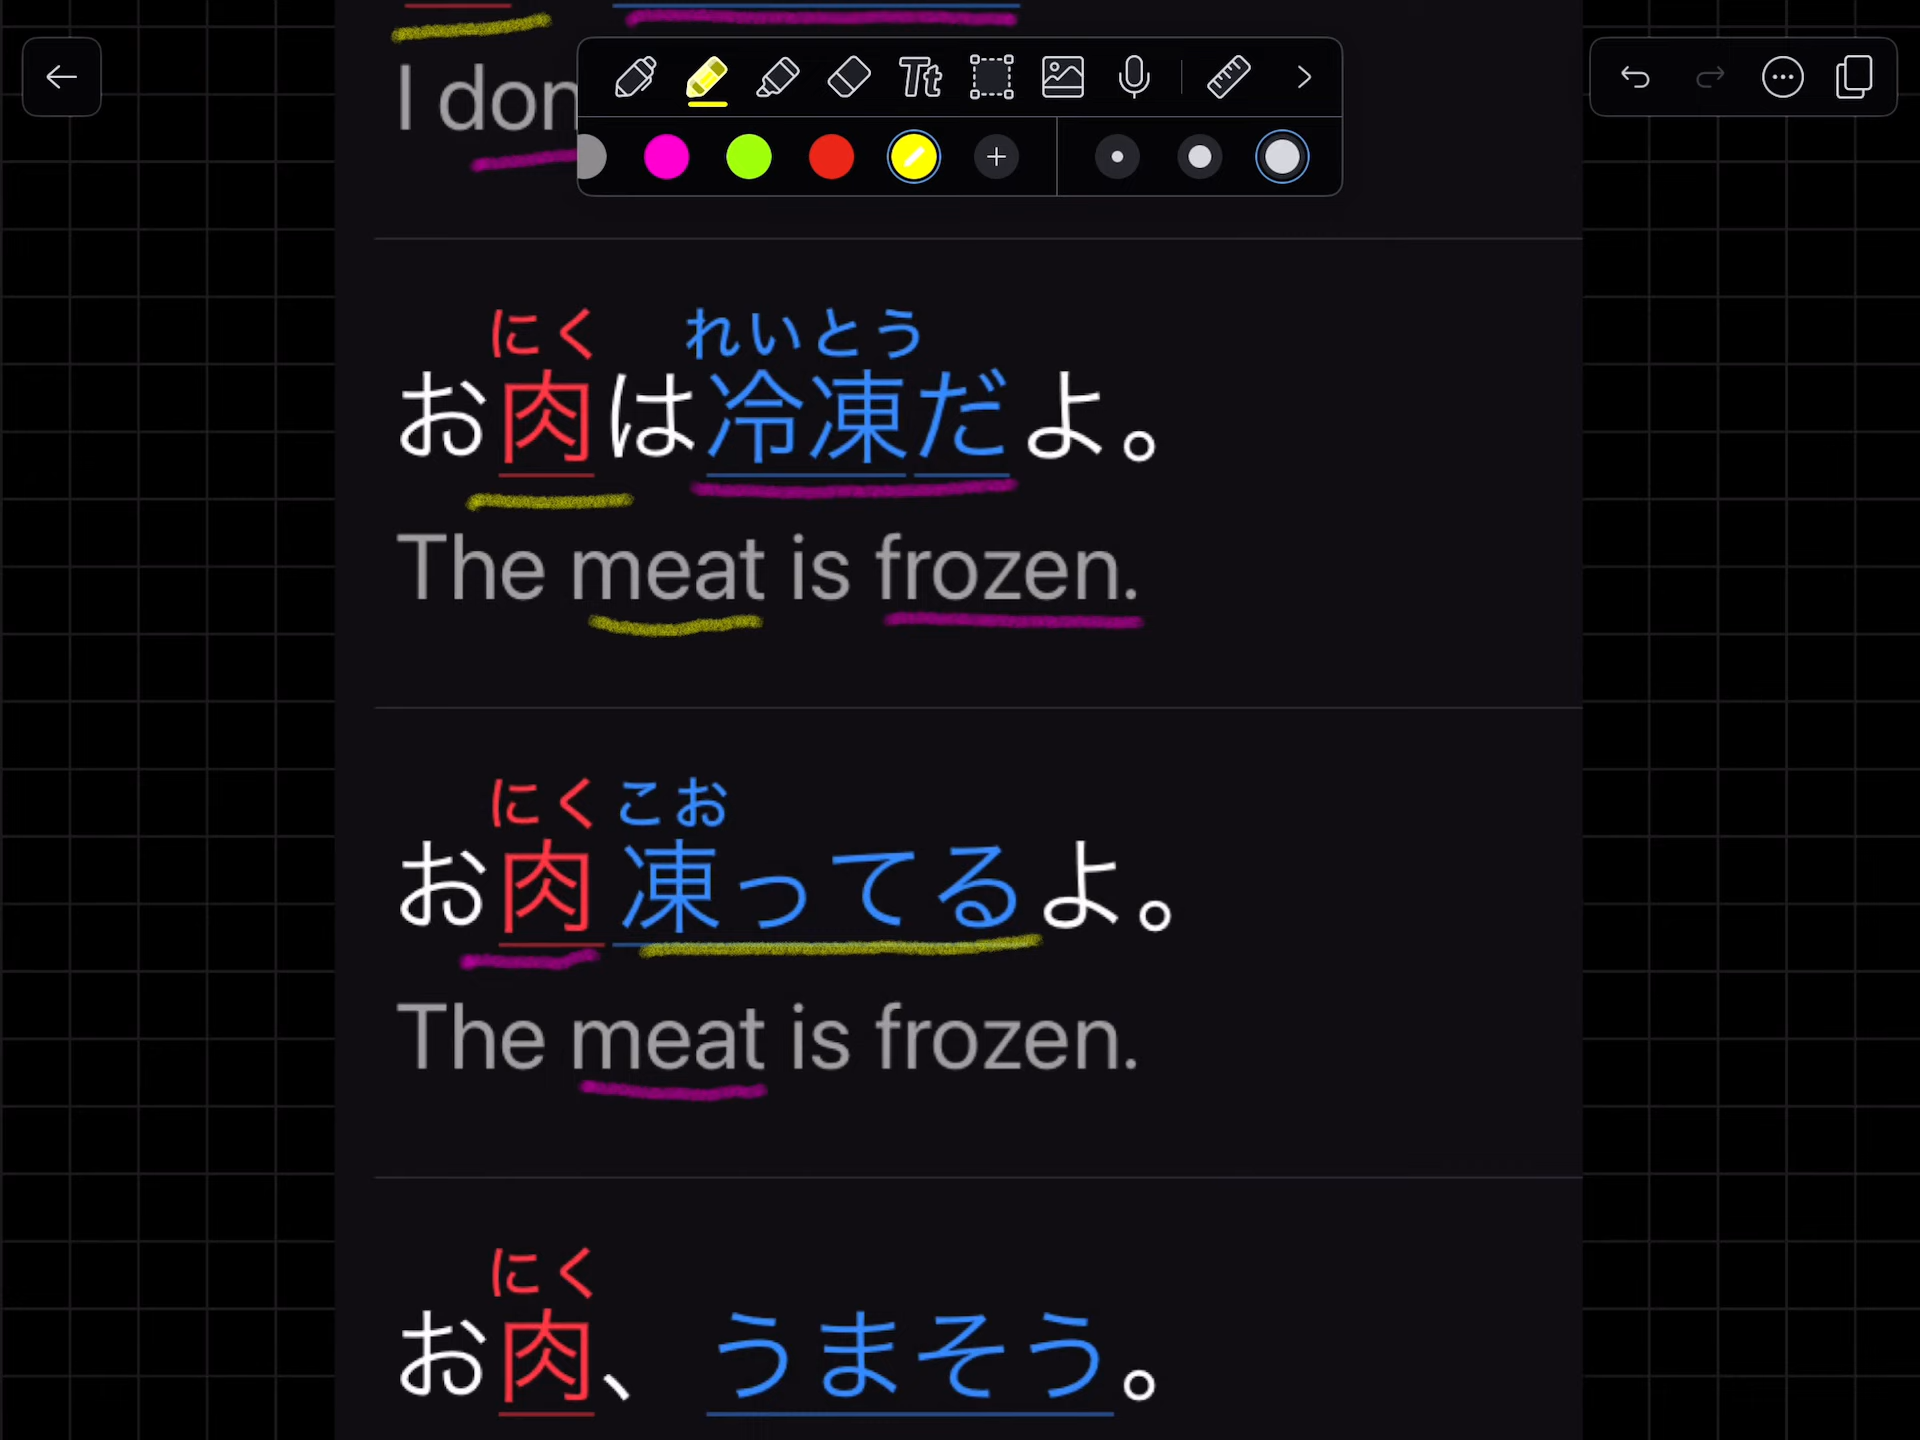 I don
Tt
にく れいとう
お肉は冷凍だよ。
The meat is frozen.
にく こお
お肉 凍ってるよ。
The meat is frozen.
にく
お肉、うまそう。